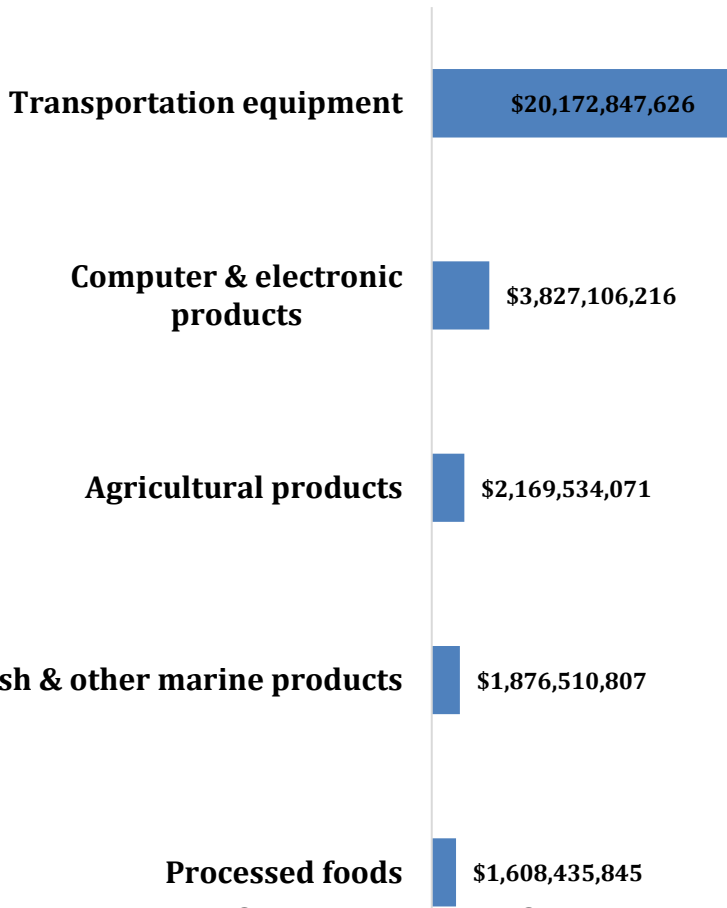 Transportation equipment
$20,172,847,626
Computer & electronic
products
$3,827,106,216
Agricultural products
$2,169,534,071
& other marine products
$1,876,510,807
Processed foods
$1,608,435,845